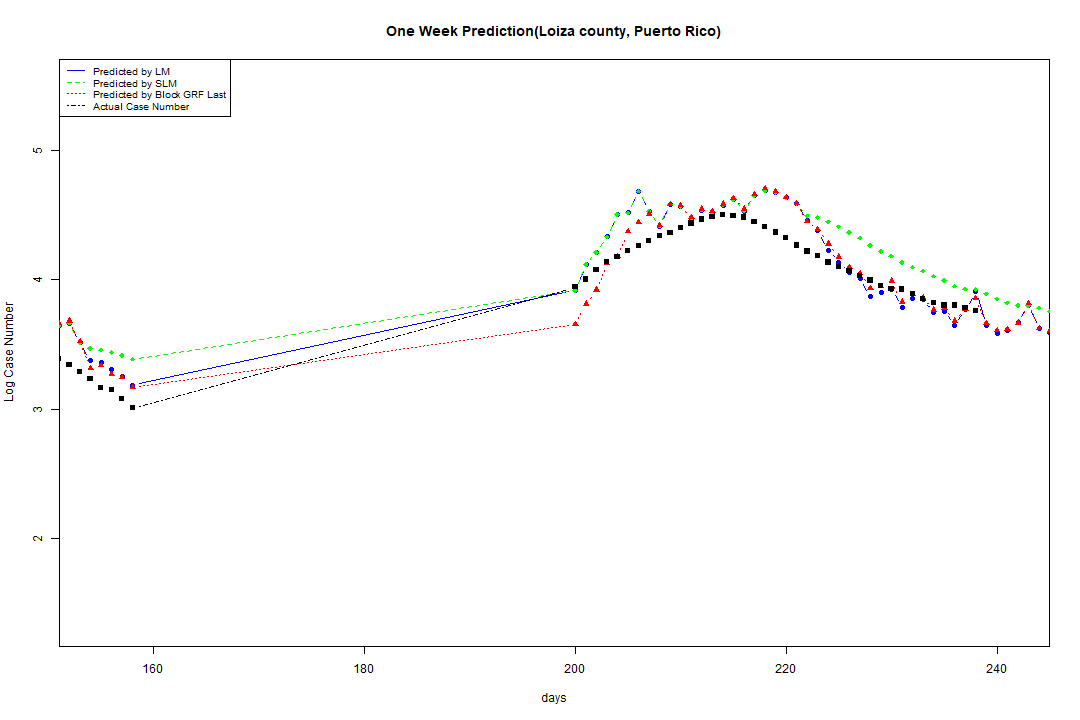 One Week Prediction(Loiza county, Puerto Rico)
Predicted by LM
Predicted by SLM
Predicted by Block GRF Last
Actual Case Number
5
4
3
2
Log Case Number
160 180 200 220 240
days